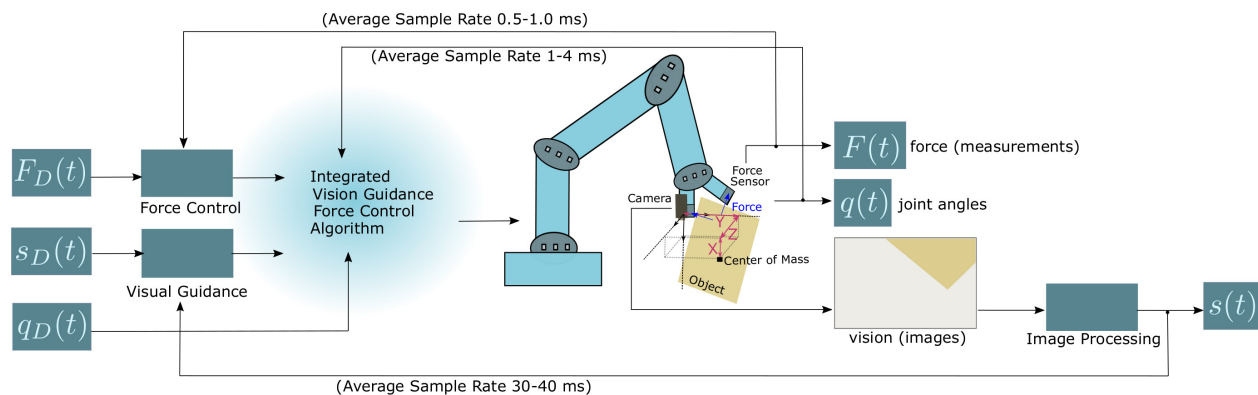 (Average Sample Rate 0.5-1.0 ms)
(Average Sample Rate 1-4 ms)
F_D(t)
Force Control
Integrated
Vision Guidance
Force Control
Algorithm
s_D(t)
Visual Guidance
q_D(t)
Force
Sensor
Camera
Force
Y
Z
X
Center of Mass
Object
F(t) force (measurements)
q(t) joint angles
vision (images)
Image Processing
s(t)
(Average Sample Rate 30-40 ms)